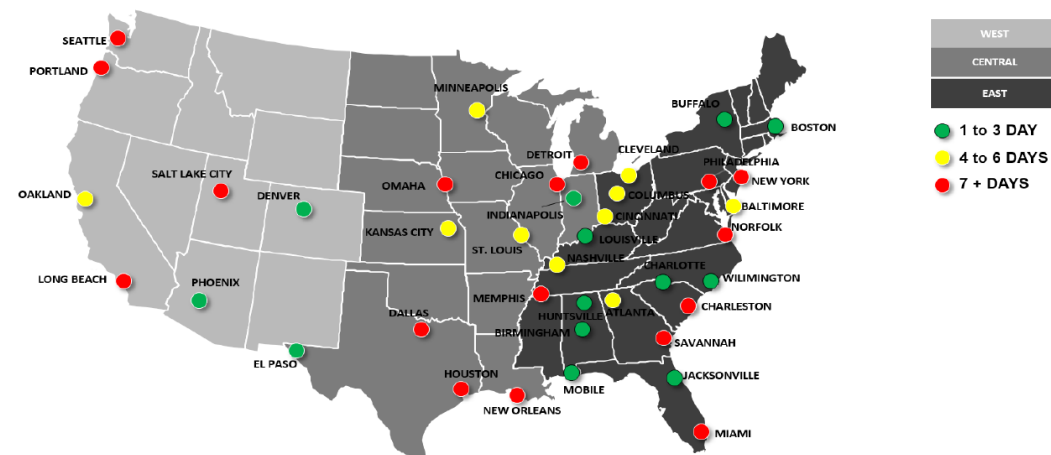 WEST
CENTRAL
EAST
1 to 3 DAY
4 to 6 DAYS
7 + DAYS
SEATTLE
PORTLAND
MINNEAPOLIS
BUFFALO
BOSTON
DETROIT
CLEVELAND
PHILADELPHIA
NEW YORK
SALT LAKE CITY
OMAHA
CHICAGO
OAKLAND
DENVER
COLUMBUS
BALTIMORE
INDIANAPOLIS
CINCINNATI
KANSAS CITY
NORFOLK
LOUISVILLE
ST. LOUIS
NASHVILLE
CHARLOTTE
LONG BEACH
PHOENIX
WILIMINGTON
MEMPHIS
CHARLESTON
DALLAS
HUNTSVILLE
ATLANTA
BIRMINGHAM
SAVANNAH
EL PASO
HOUSTON
JACKSONVILLE
MOBILE
NEW ORLEANS
MIAMI